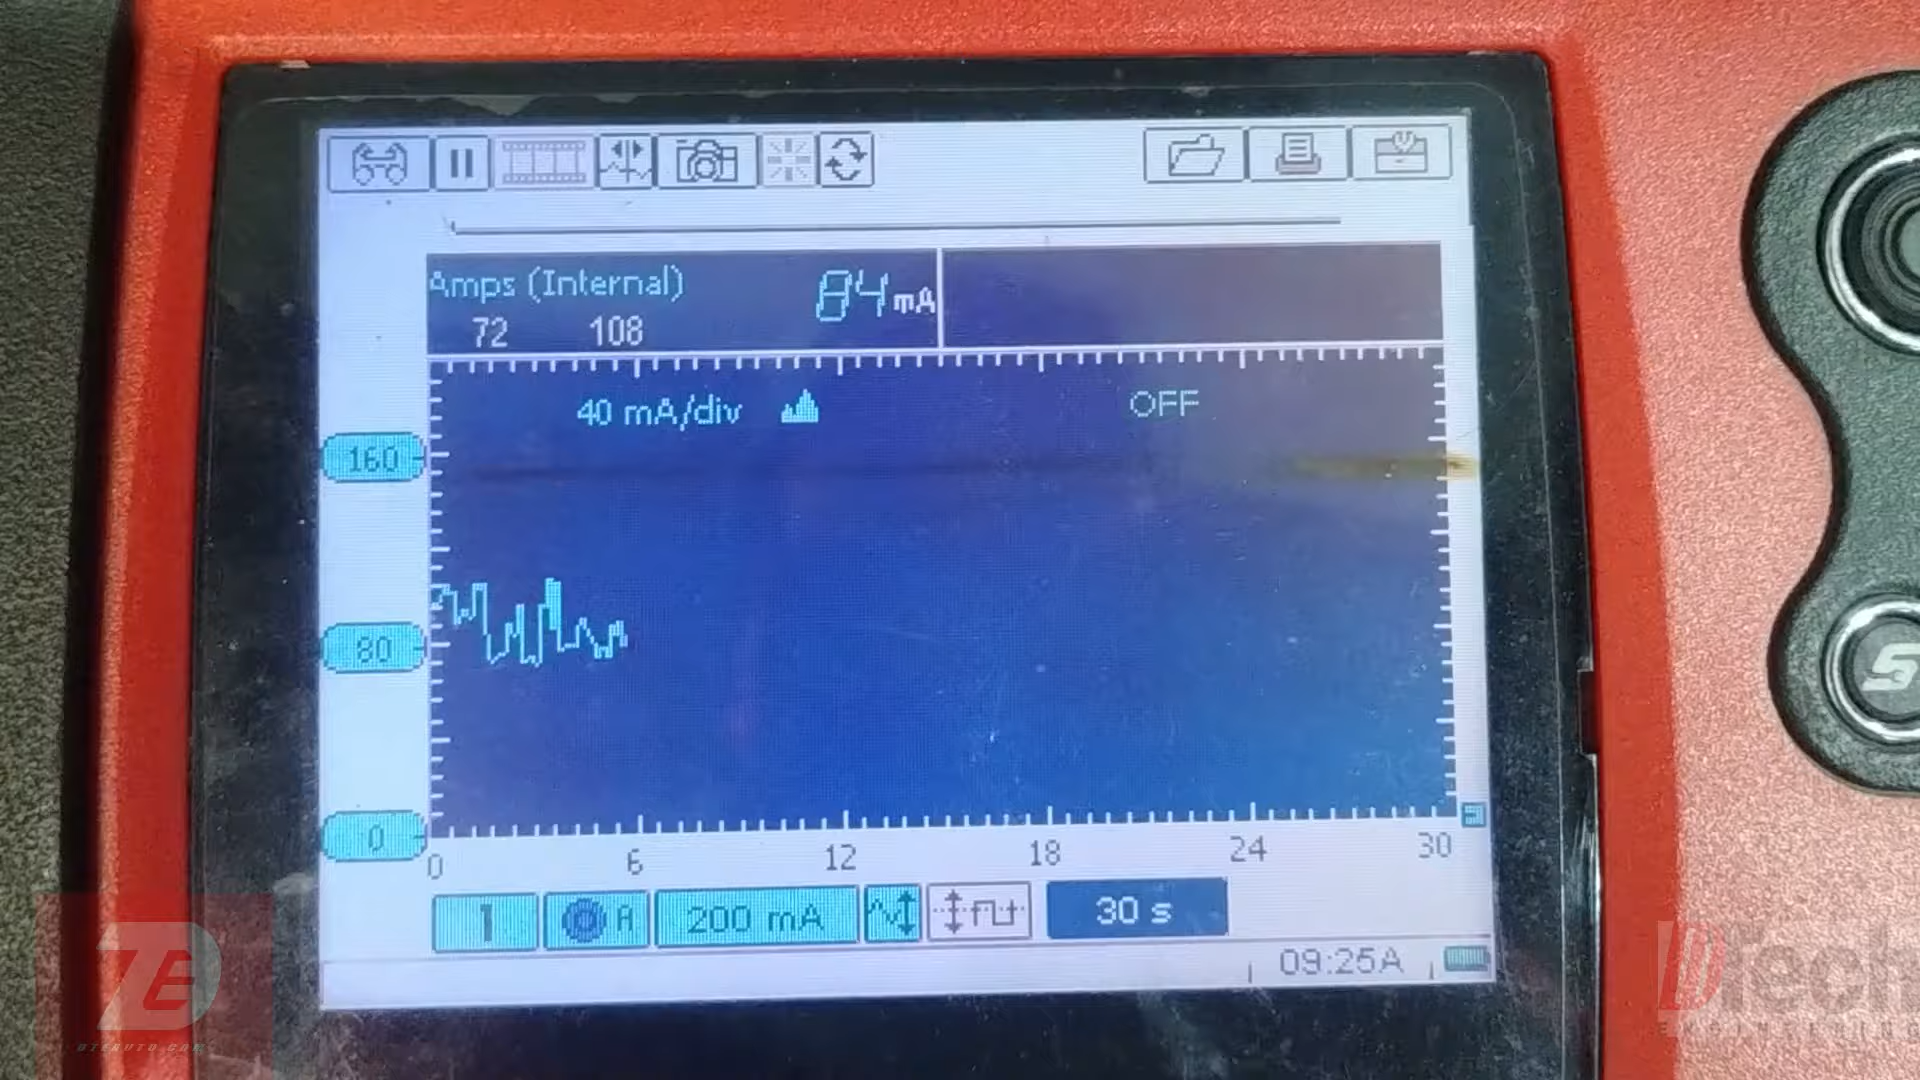 Amps (Internal) 84 mA
72 108
40 mA/div OFF
160
80
0
0 6 12 18 24 30
1 A 200 mA 30 s
09:25A
Tech